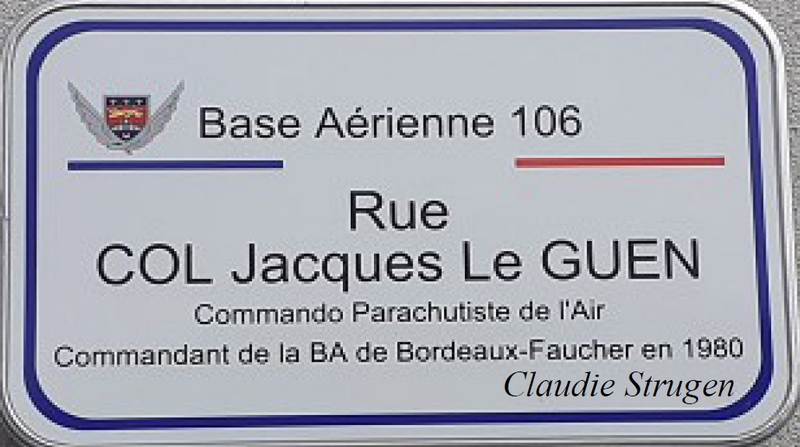 Base Aérienne 106
Rue
COL Jacques Le GUEN
Commando Parachutiste de l'Air
Commandant de la BA de Bordeaux-Faucher en 1980
Claudie Strugen